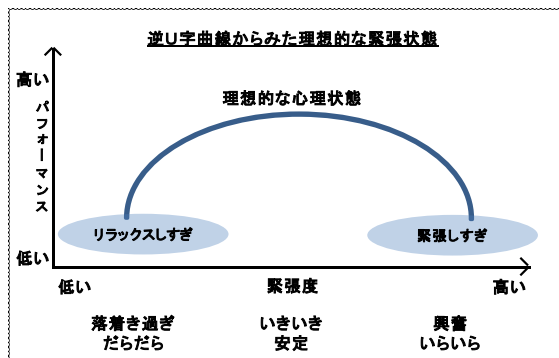 逆U字曲線からみた理想的な緊張状態
高い
理想的な心理状態
パフォーマンス
リラックスしすぎ
緊張しすぎ
低い
低い
緊張度
高い
落着き過ぎ
だらだら
いきいき
安定
興奮
いらいら